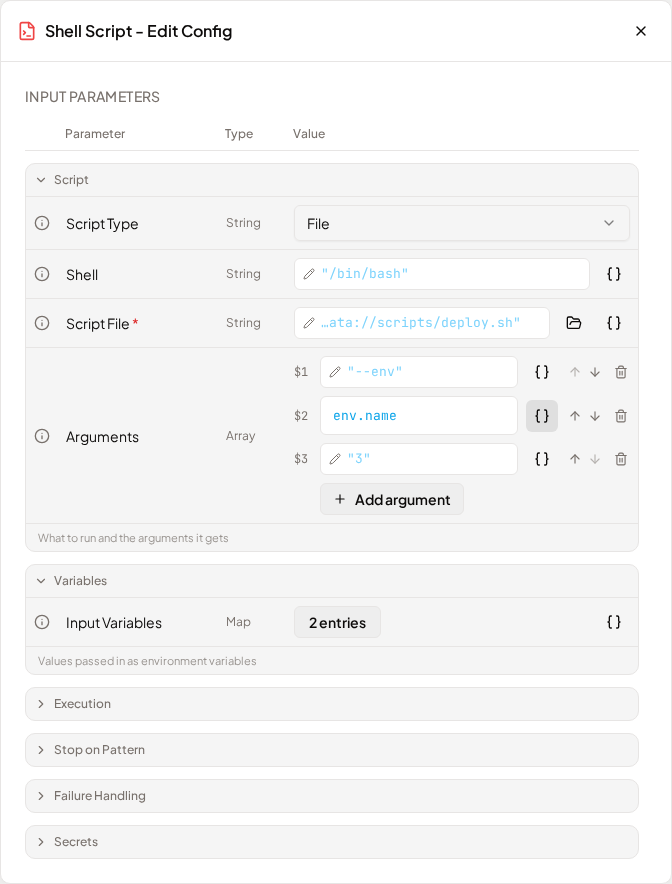 Shell Script - Edit Config
INPUT PARAMETERS
Parameter Type Value
Script
Script Type String File
Shell String "/bin/bash" {}
Script File * String …ata://scripts/deploy.sh" {}
$1 "--env" {}
Arguments Array $2 env.name {}
$3 "3" {}
+ Add argument
What to run and the arguments it gets
Variables
Input Variables Map 2 entries {}
Values passed in as environment variables
Execution
Stop on Pattern
Failure Handling
Secrets